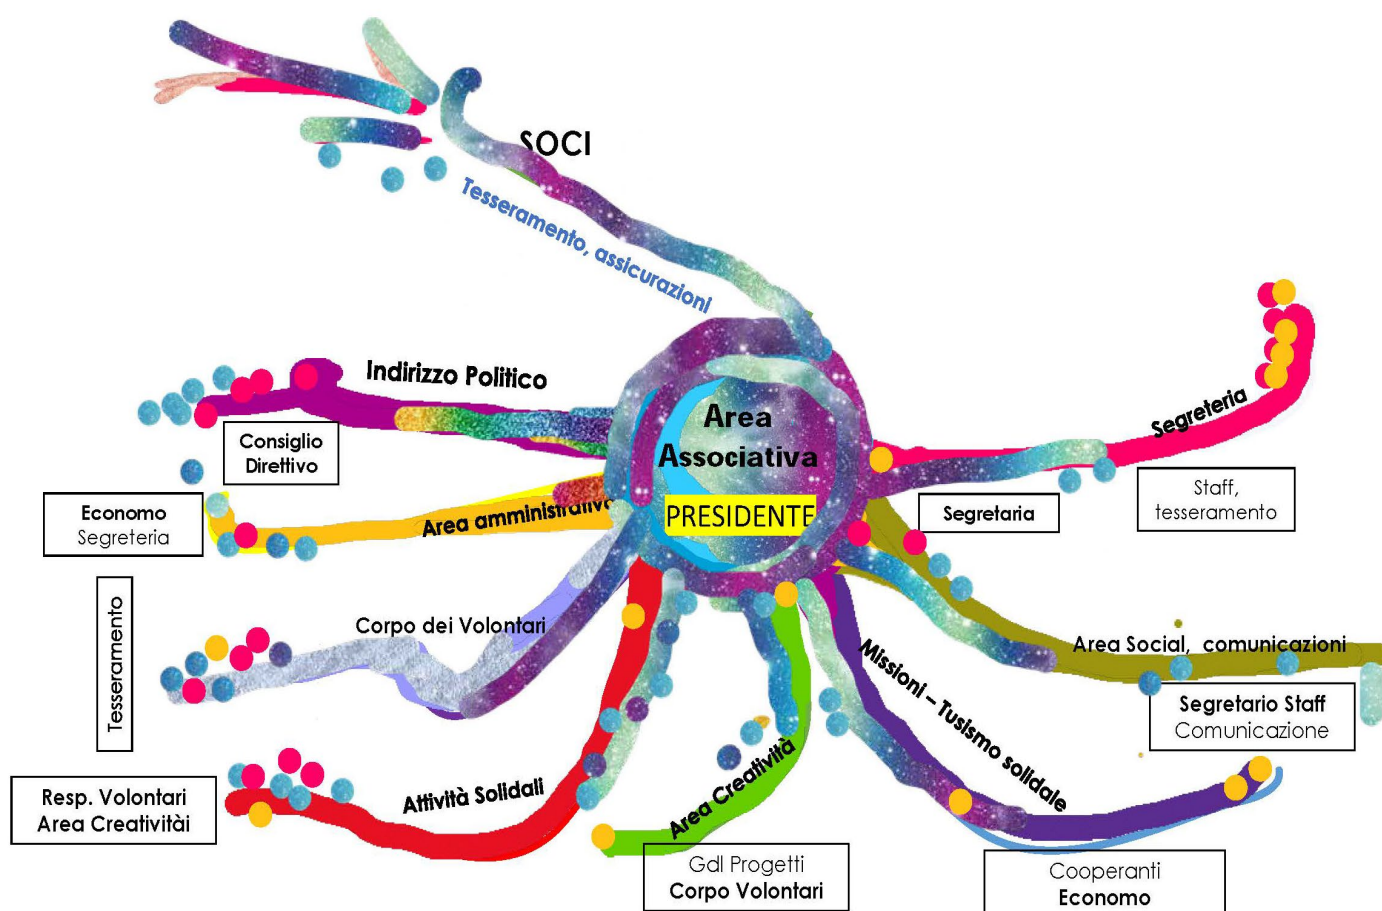 SOCI
Tesseramento, assicurazioni
Indirizzo Politico
Consiglio
Direttivo
Area
Associativa
PRESIDENTE
Segreteria
Staff,
tesseramento
Segretaria
Economo
Segreteria
Area amministrativa
Tesseramento
Corpo dei Volontari
Area Social, comunicazioni
Segretario Staff
Comunicazione
Missioni – Tusismo solidale
Attività Solidali
Area Creatività
Resp. Volontari
Area Creativitài
Gdl Progetti
Corpo Volontari
Cooperanti
Economo